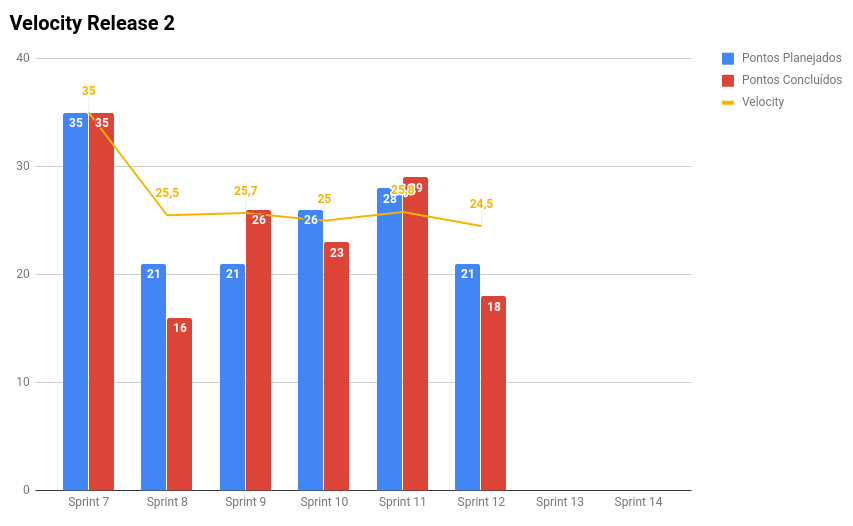 Velocity Release 2
40
30
20
10
0
Pontos Planejados
Pontos Concluídos
Velocity
35
25,5
25,7
25
25,8
24,5
35
35
21
16
21
26
26
23
28
21
18
Sprint 7
Sprint 8
Sprint 9
Sprint 10
Sprint 11
Sprint 12
Sprint 13
Sprint 14